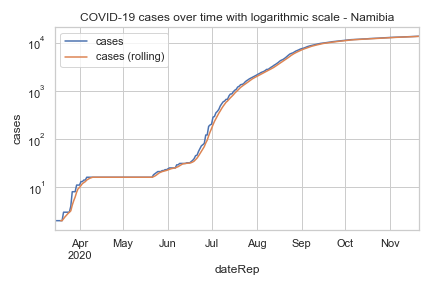 COVID-19 cases over time with logarithmic scale - Namibia
cases
cases (rolling)
10⁴
10³
10²
10¹
cases
Apr
2020
May
Jun
Jul
Aug
Sep
Oct
Nov
dateRep